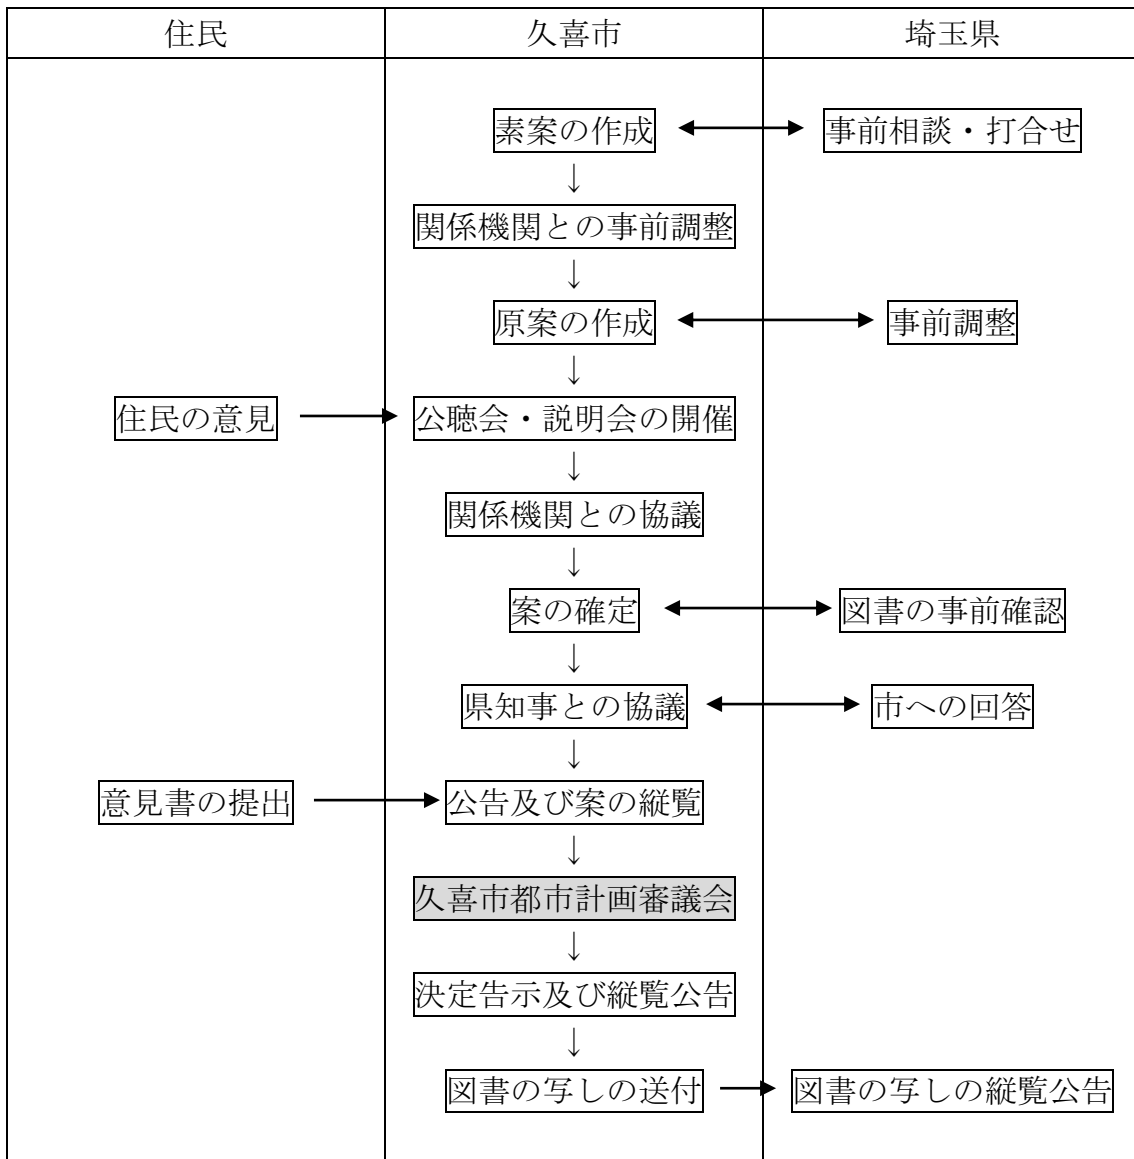 住民 久喜市 埼玉県
素案の作成 事前相談・打合せ
↓
関係機関との事前調整
↓
原案の作成 事前調整
↓
住民の意見 公聴会・説明会の開催
↓
関係機関との協議
↓
案の確定 図書の事前確認
↓
県知事との協議 市への回答
↓
意見書の提出 公告及び案の縦覧
↓
久喜市都市計画審議会
↓
決定告示及び縦覧公告
↓
図書の写しの送付 図書の写しの縦覧公告